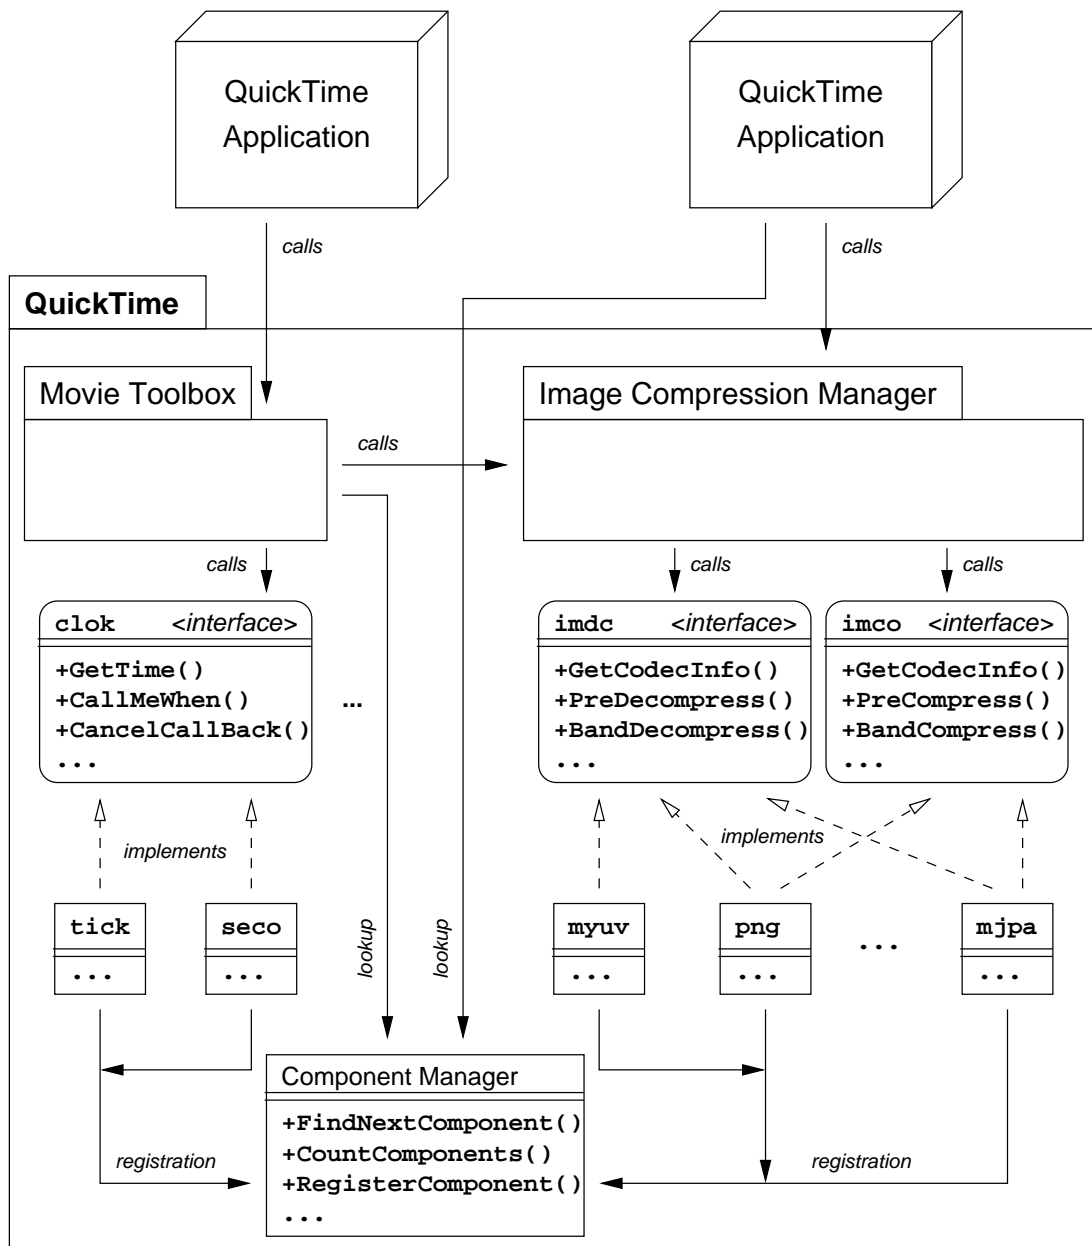 QuickTime
Application
QuickTime
Application
calls
calls
QuickTime
Movie Toolbox
Image Compression Manager
calls
calls
calls
calls
clok <interface>
+GetTime()
+CallMeWhen()
+CancelCallBack()
...
...
imdc <interface>
+GetCodecInfo()
+PreDecompress()
+BandDecompress()
...
imco <interface>
+GetCodecInfo()
+PreCompress()
+BandCompress()
...
implements
implements
tick
...
seco
...
lookup
lookup
myuv
...
png
...
...
mjpa
...
Component Manager
+FindNextComponent()
+CountComponents()
+RegisterComponent()
...
registration
registration